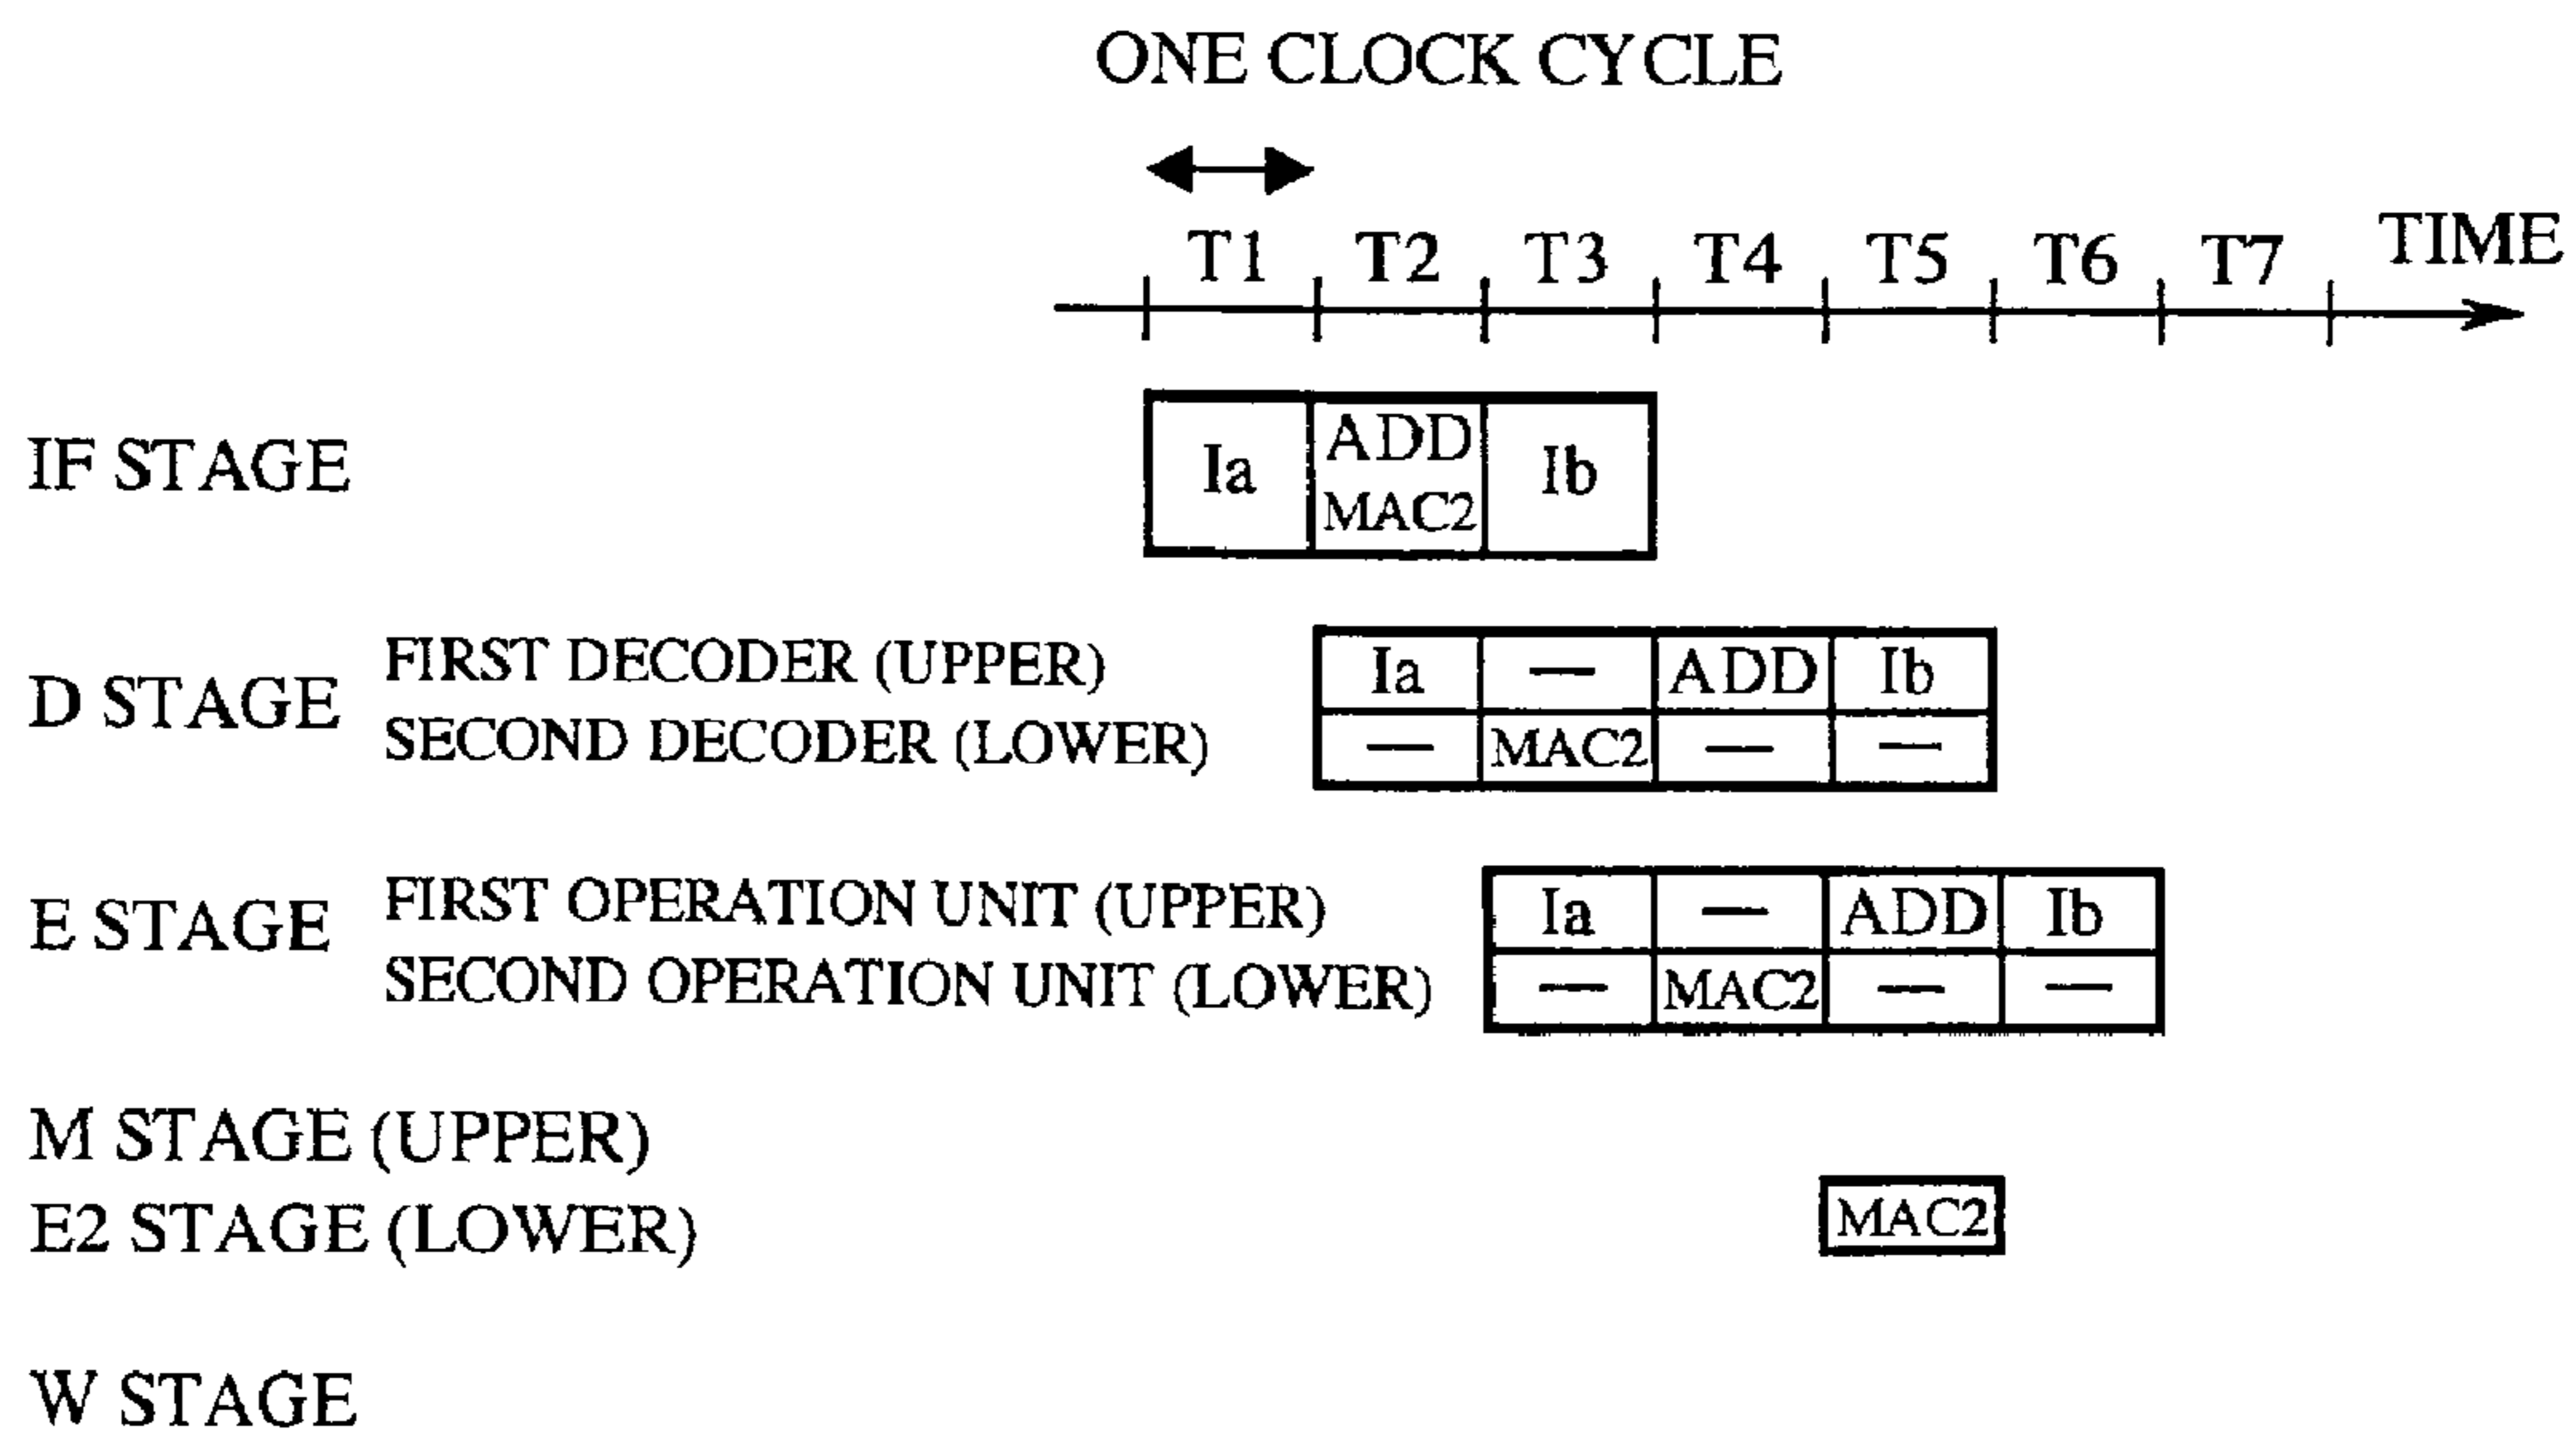 ONE CLOCK CYCLE
T1 T2 T3 T4 T5 T6 T7 TIME
IF STAGE
Ia ADD MAC2 Ib
D STAGE
FIRST DECODER (UPPER)
Ia — ADD Ib
SECOND DECODER (LOWER)
— MAC2 — —
E STAGE
FIRST OPERATION UNIT (UPPER)
Ia — ADD Ib
SECOND OPERATION UNIT (LOWER)
— MAC2 — —
M STAGE (UPPER)
E2 STAGE (LOWER)
MAC2
W STAGE